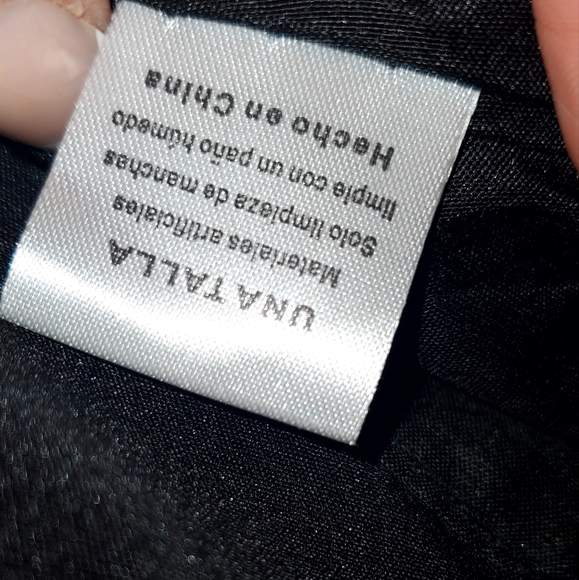 UNA TALLA
Materiales artificiales
Solo limpieza de manchas
limpie con un paño húmedo
Hecho en China